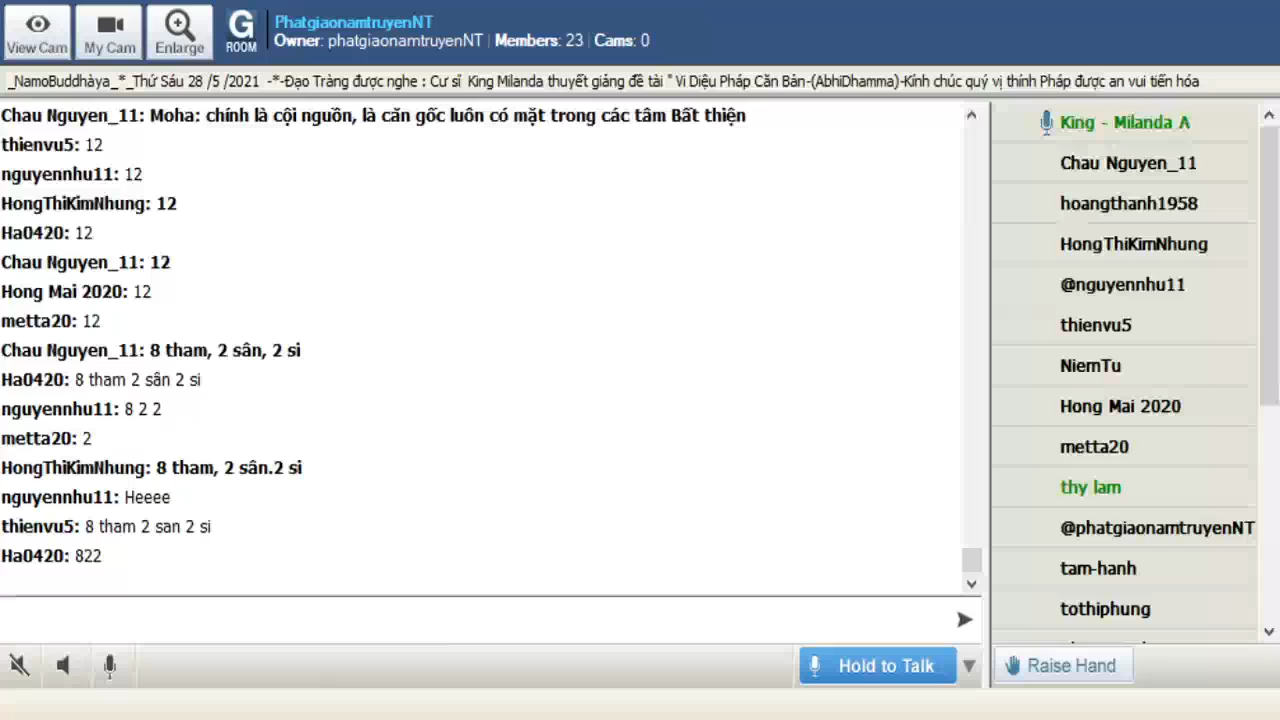 View Cam
My Cam
Enlarge
G
ROOM
PhatgiaonamtruyenNT
Owner: phatgiaonamtruyenNT | Members: 23 | Cams: 0
_NamoBuddhàya_*_Thứ Sáu 28 /5 /2021 -*-Đạo Tràng được nghe : Cư sĩ King Milanda thuyết giảng đề tài " Vi Diệu Pháp Căn Bản-(AbhiDhamma)-Kính chúc quý vị thính Pháp được an vui tiến hóa
Chau Nguyen_11: Moha: chính là cội nguồn, là căn gốc luôn có mặt trong các tâm Bất thiện
thienvu5: 12
nguyennhu11: 12
HongThiKimNhung: 12
Ha0420: 12
Chau Nguyen_11: 12
Hong Mai 2020: 12
metta20: 12
Chau Nguyen_11: 8 tham, 2 sân, 2 si
Ha0420: 8 tham 2 sân 2 si
nguyennhu11: 8 2 2
metta20: 2
HongThiKimNhung: 8 tham, 2 sân.2 si
nguyennhu11: Heeee
thienvu5: 8 tham 2 san 2 si
Ha0420: 822
Hold to Talk
King - Milanda A
Chau Nguyen_11
hoangthanh1958
HongThiKimNhung
@nguyennhu11
thienvu5
NiemTu
Hong Mai 2020
metta20
thy lam
@phatgiaonamtruyenNT
tam-hanh
tothiphung
Raise Hand